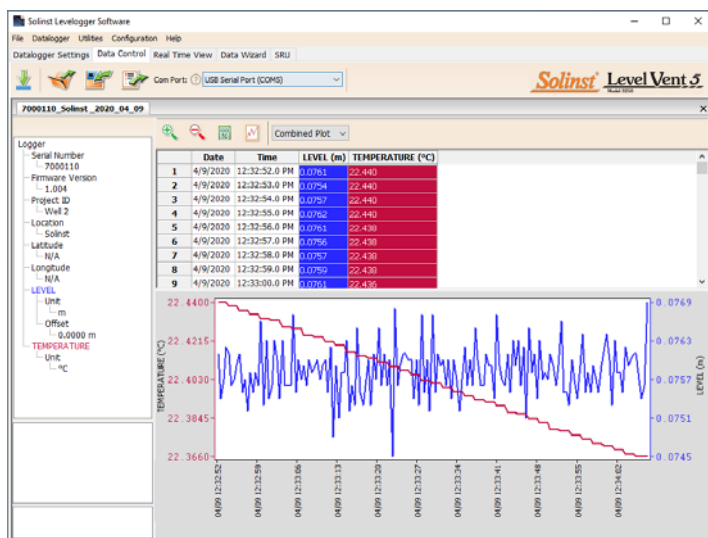 Solinst Levelogger Software
File Datalogger Utilities Configuration Help
Datalogger Settings Data Control Real Time View Data Wizard SRU
Com Port: ? USB Serial Port (COM5)
Solinst Level Vent 5
7000110_Solinst _2020_04_09
Combined Plot
Logger
Serial Number
7000110
Firmware Version
1.004
Project ID
Well 2
Location
Solinst
Latitude
N/A
Longitude
N/A
LEVEL
Unit
m
Offset
0.0000 m
TEMPERATURE
Unit
°C
Date Time LEVEL (m) TEMPERATURE (°C)
1 4/9/2020 12:32:52.0 PM 0.0761 22.440
2 4/9/2020 12:32:53.0 PM 0.0754 22.440
3 4/9/2020 12:32:54.0 PM 0.0757 22.440
4 4/9/2020 12:32:55.0 PM 0.0762 22.440
5 4/9/2020 12:32:56.0 PM 0.0761 22.438
6 4/9/2020 12:32:57.0 PM 0.0756 22.438
7 4/9/2020 12:32:58.0 PM 0.0757 22.438
8 4/9/2020 12:32:59.0 PM 0.0759 22.438
9 4/9/2020 12:33:00.0 PM 0.0761 22.436
TEMPERATURE (°C)
22.4400
22.4215
22.4030
22.3845
22.3660
0.0769
0.0763
0.0757
0.0751
0.0745
LEVEL (m)
04/09 12:32:52
04/09 12:32:59
04/09 12:33:06
04/09 12:33:13
04/09 12:33:20
04/09 12:33:27
04/09 12:33:34
04/09 12:33:41
04/09 12:33:48
04/09 12:33:55
04/09 12:34:02